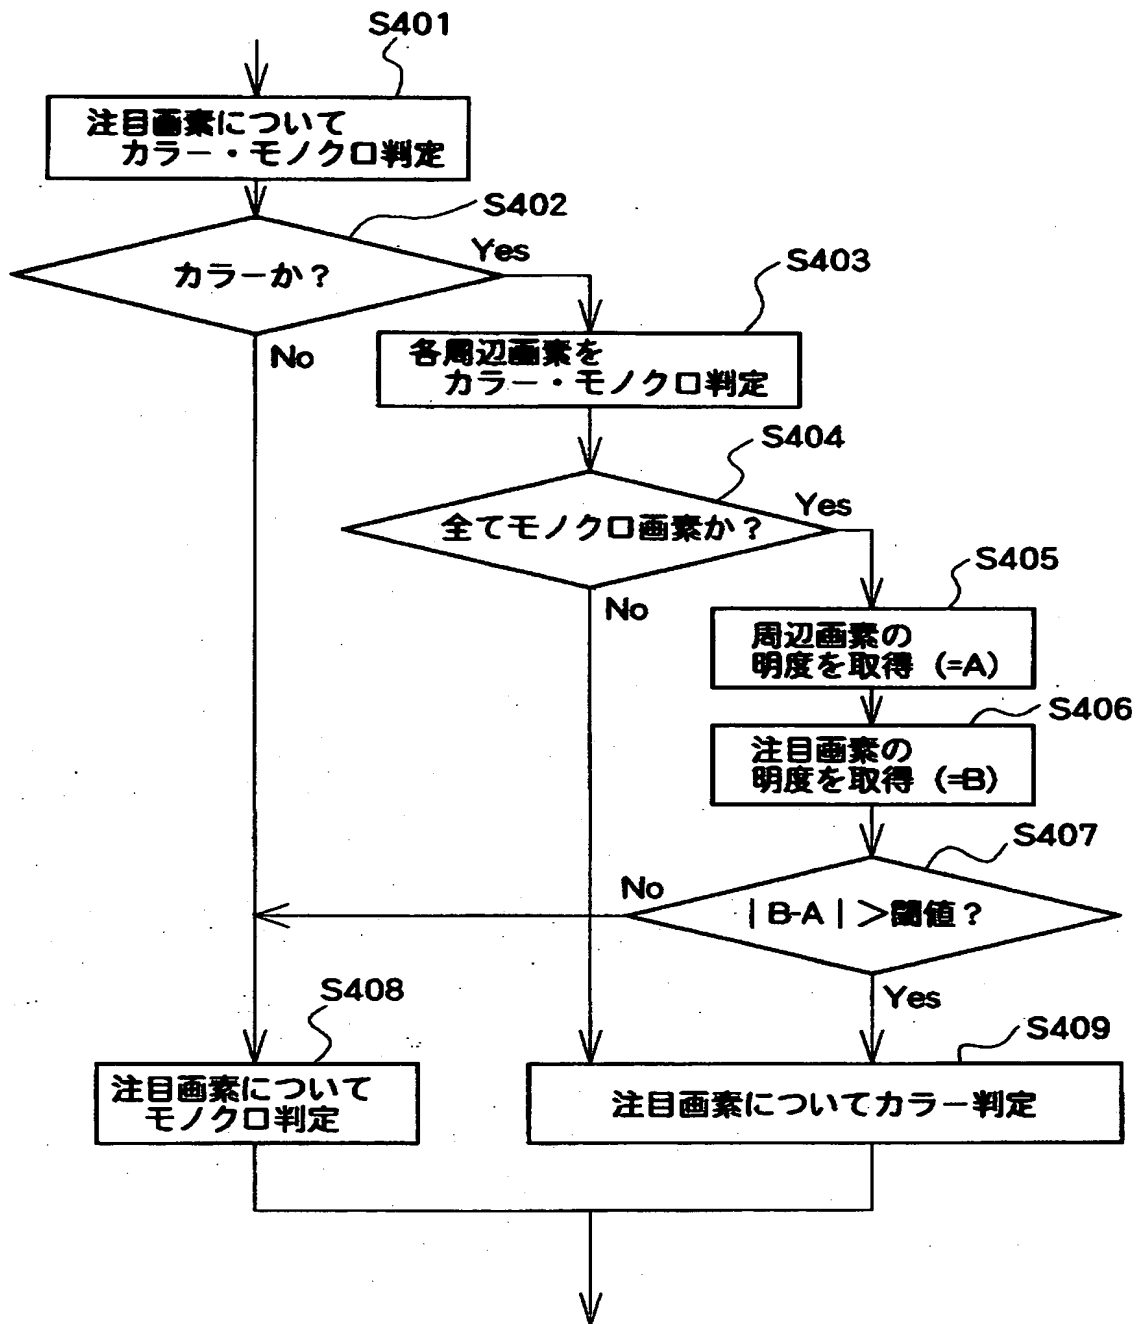 S401
注目画素について
カラー・モノクロ判定
S402
カラーか？
Yes
No
S403
各周辺画素を
カラー・モノクロ判定
S404
全てモノクロ画素か？
Yes
No
S405
周辺画素の
明度を取得 (=A)
S406
注目画素の
明度を取得 (=B)
S407
｜B-A｜＞閾値？
No
Yes
S408
注目画素について
モノクロ判定
S409
注目画素についてカラー判定